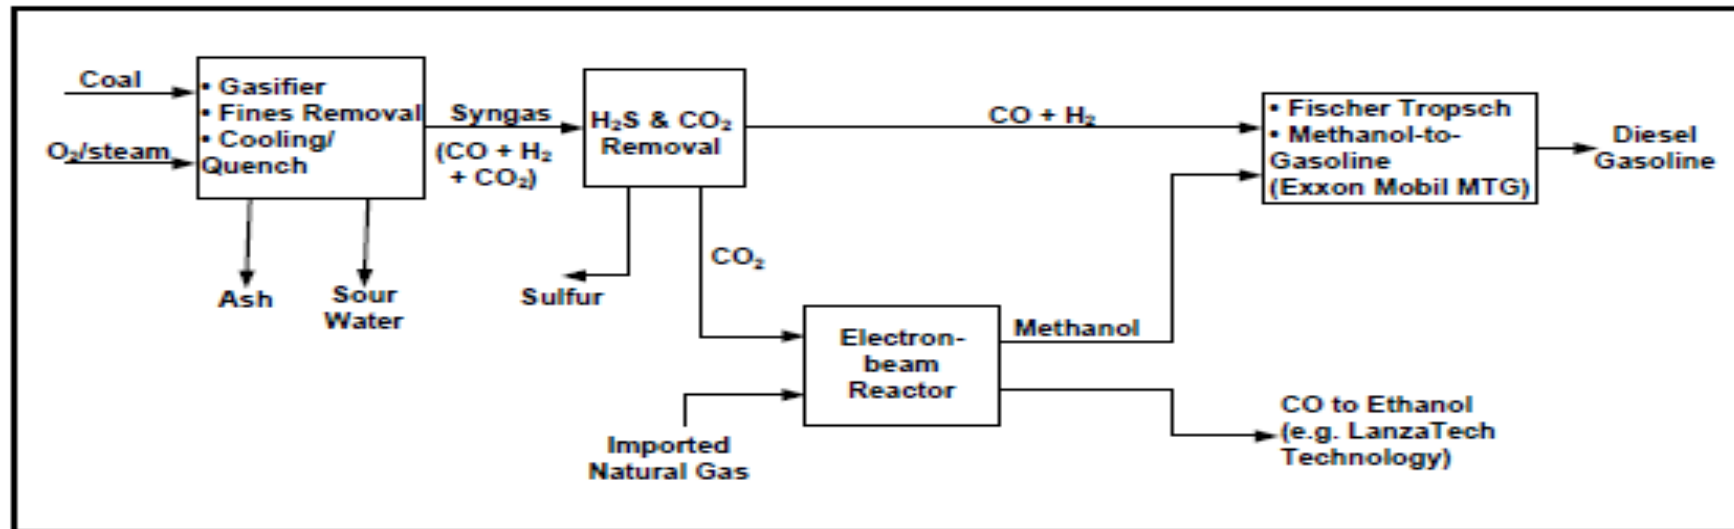 Coal
O₂/steam
• Gasifier
• Fines Removal
• Cooling/
Quench
Ash
Sour
Water
Syngas
(CO + H₂
+ CO₂)
H₂S & CO₂
Removal
Sulfur
CO₂
CO + H₂
Imported
Natural Gas
Electron-
beam
Reactor
Methanol
• Fischer Tropsch
• Methanol-to-
Gasoline
(Exxon Mobil MTG)
Diesel
Gasoline
CO to Ethanol
(e.g. LanzaTech
Technology)